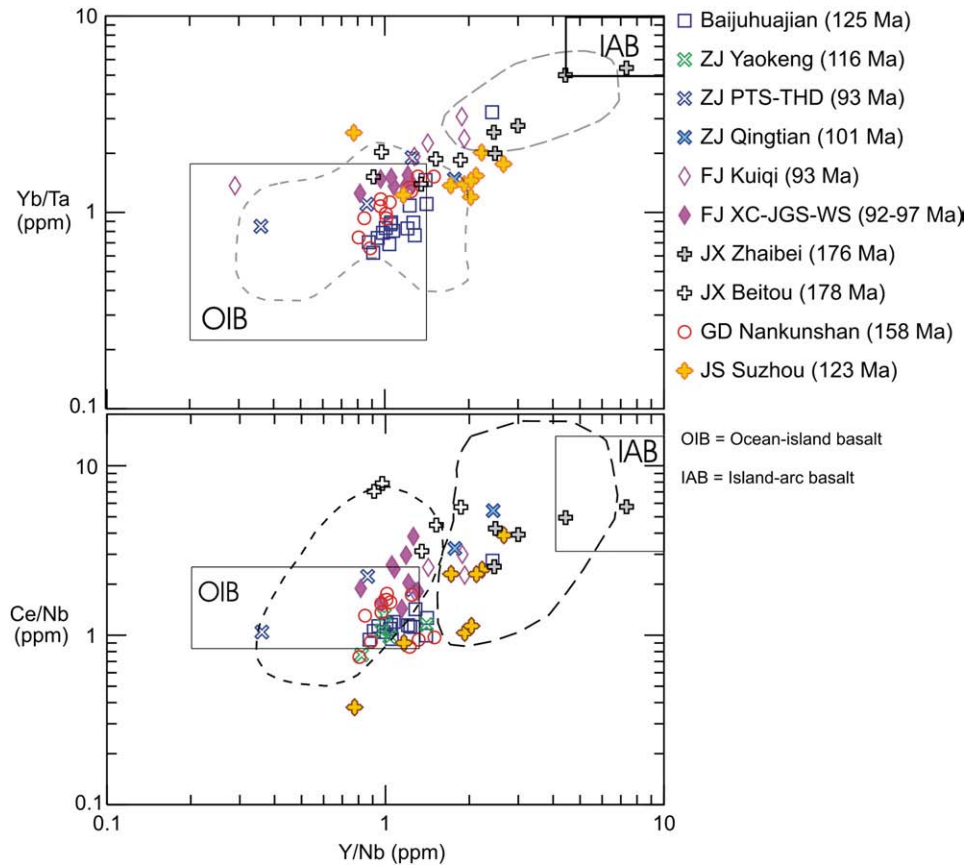 10
IAB
Yb/Ta
(ppm)
1
OIB
0.1
10
IAB
OIB
Ce/Nb
(ppm)
1
0.1
0.1
1
10
Y/Nb (ppm)
Baijuhuajian (125 Ma)
ZJ Yaokeng (116 Ma)
ZJ PTS-THD (93 Ma)
ZJ Qingtian (101 Ma)
FJ Kuiqi (93 Ma)
FJ XC-JGS-WS (92-97 Ma)
JX Zhaibei (176 Ma)
JX Beitou (178 Ma)
GD Nankunshan (158 Ma)
JS Suzhou (123 Ma)
OIB = Ocean-island basalt
IAB = Island-arc basalt